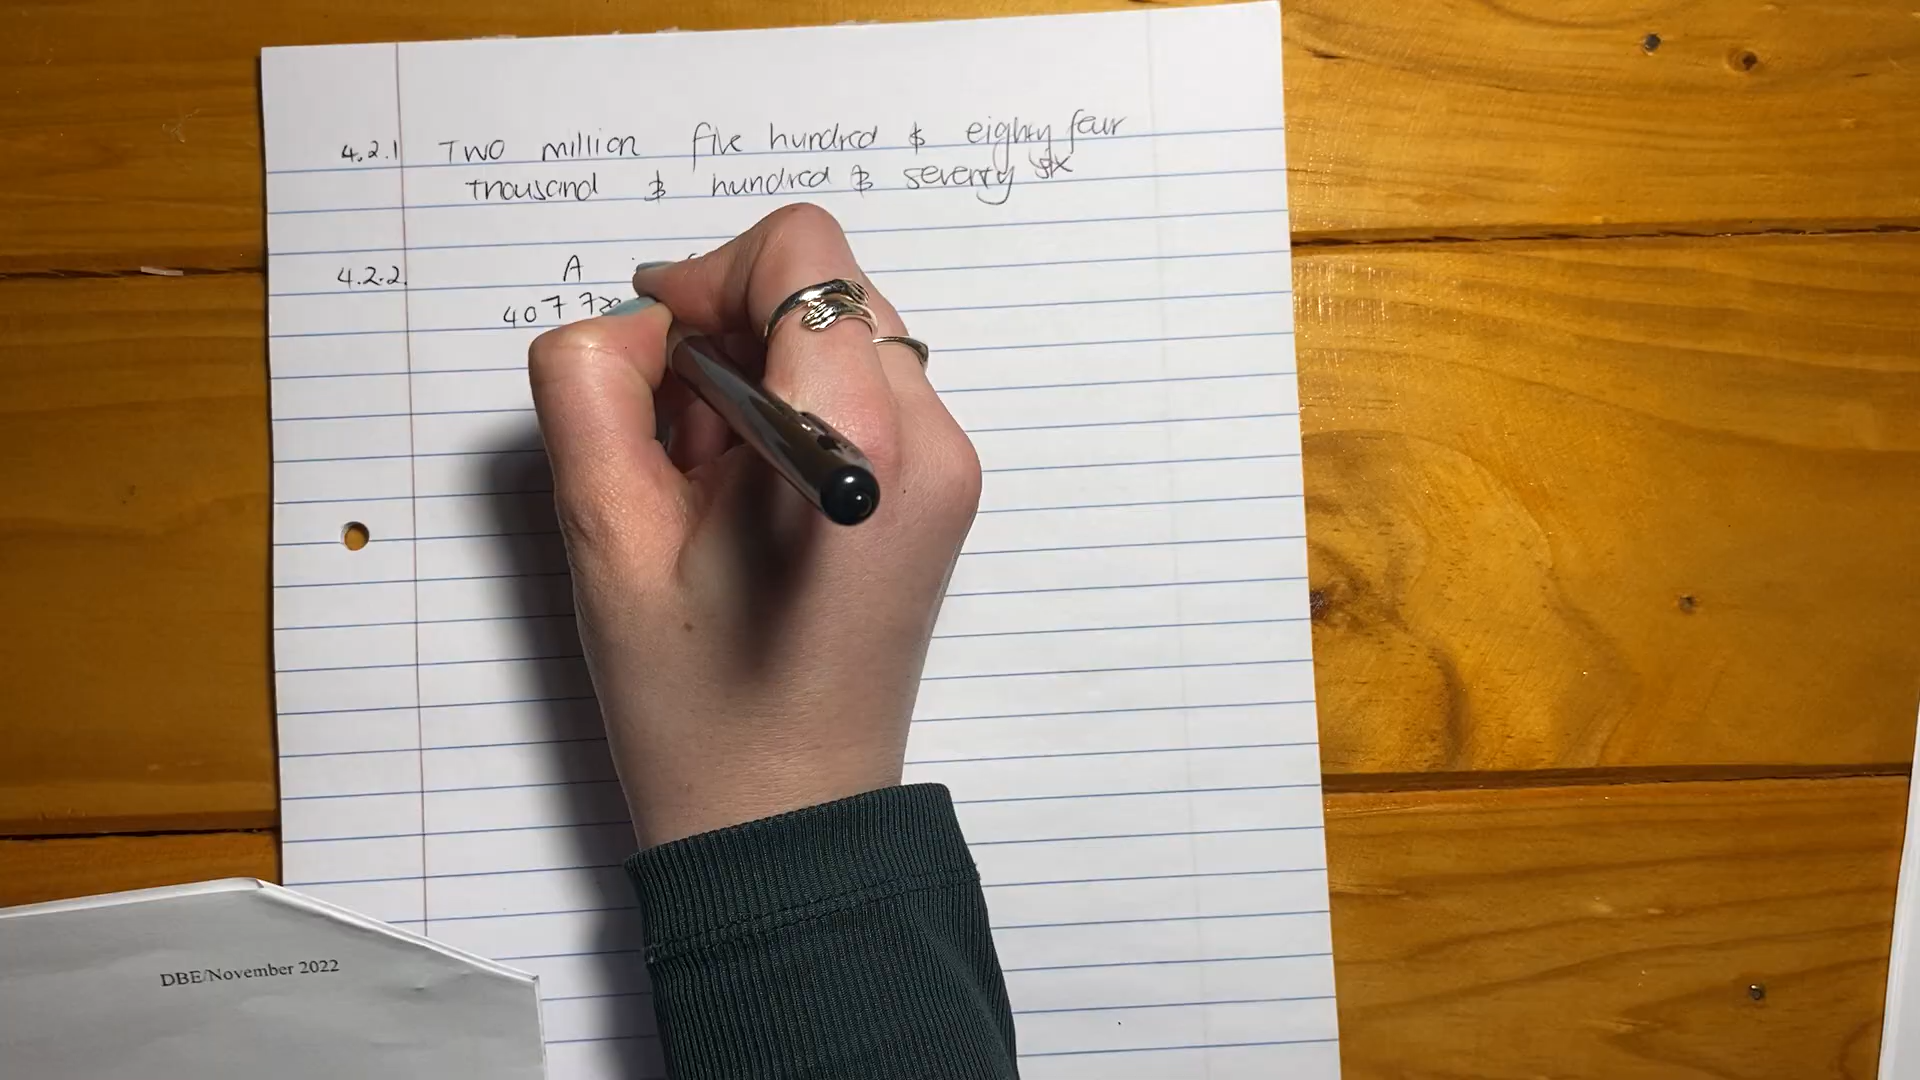 4.2.1 Two million five hundred & eighty four
thousand & hundred & seventy six
4.2.2. A
407 7
DBE/November 2022